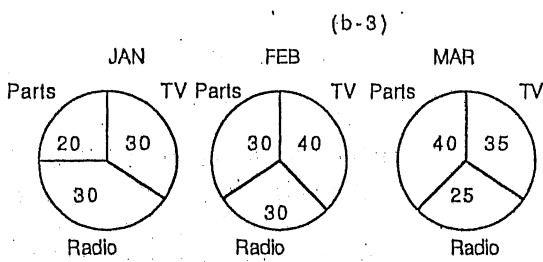 (b-3)
JAN FEB MAR
Parts TV Parts TV Parts TV
20 30 30 40 40 35
30 30 25
Radio Radio Radio